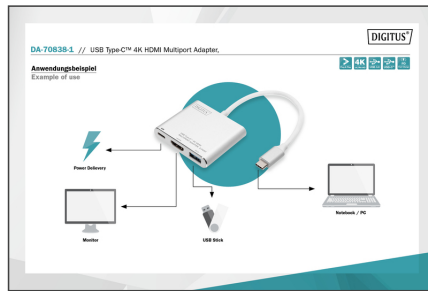 DIGITUS®
DA-70838-1 // USB Type-C™ 4K HDMI Multiport Adapter,
Anwendungsbeispiel
Example of use
4K
Power Delievery
Monitor
USB Stick
Notebook / PC